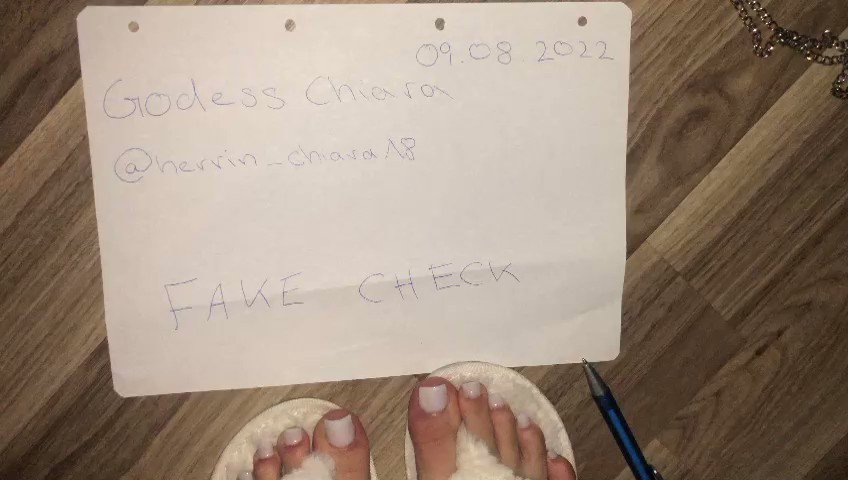 09.08.2022
Godess Chiara
@herrin_chiara18
FAKE CHECK